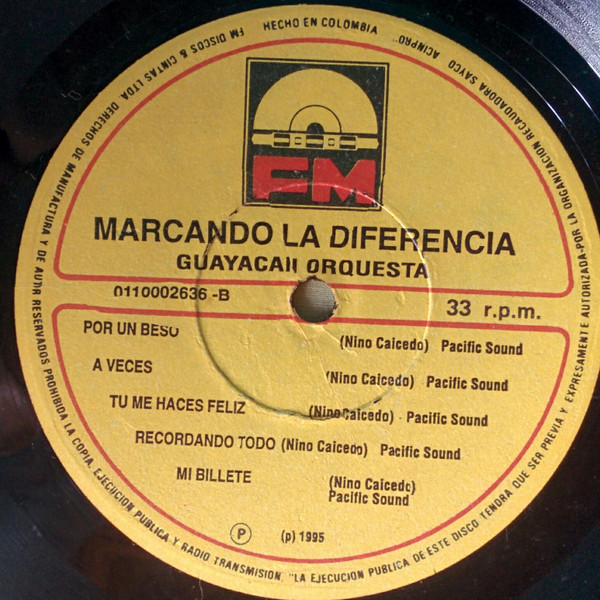 FM DISCOS & CINTAS LTDA. DERECHOS DE MANUFACTURA Y DE AUTIR RESERVADOS PROHIBIDA LA COPIA, EJECUCION PUBLICA Y RADIO TRANSMISION. "LA EJECUCION PUBLICA DE ESTE DISCO TENDRA QUE SER PREVIA Y EXPRESAMENTE AUTORIZADA-POR LA ORGANIZACION RECAUDADORA SAYCO ACINPRO"
HECHO EN COLOMBIA
FM
MARCANDO LA DIFERENCIA
GUAYACAN ORQUESTA
0110002636 -B
33 r.p.m.
POR UN BESO (Nino Caicedo) Pacific Sound
A VECES (Nino Caicedo) Pacific Sound
TU ME HACES FELIZ (Nino Caicedo) - Pacific Sound
RECORDANDO TODO (Nino Caicedo) Pacific Sound
MI BILLETE (Nino Caicedo)
Pacific Sound
P (p) 1995